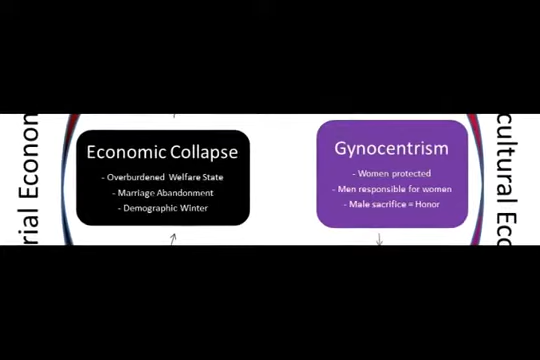 rial Econom
Economic Collapse
- Overburdened Welfare State
- Marriage Abandonment
- Demographic Winter
Gynocentrism
- Women protected
- Men responsible for women
- Male sacrifice = Honor
cultural Eco